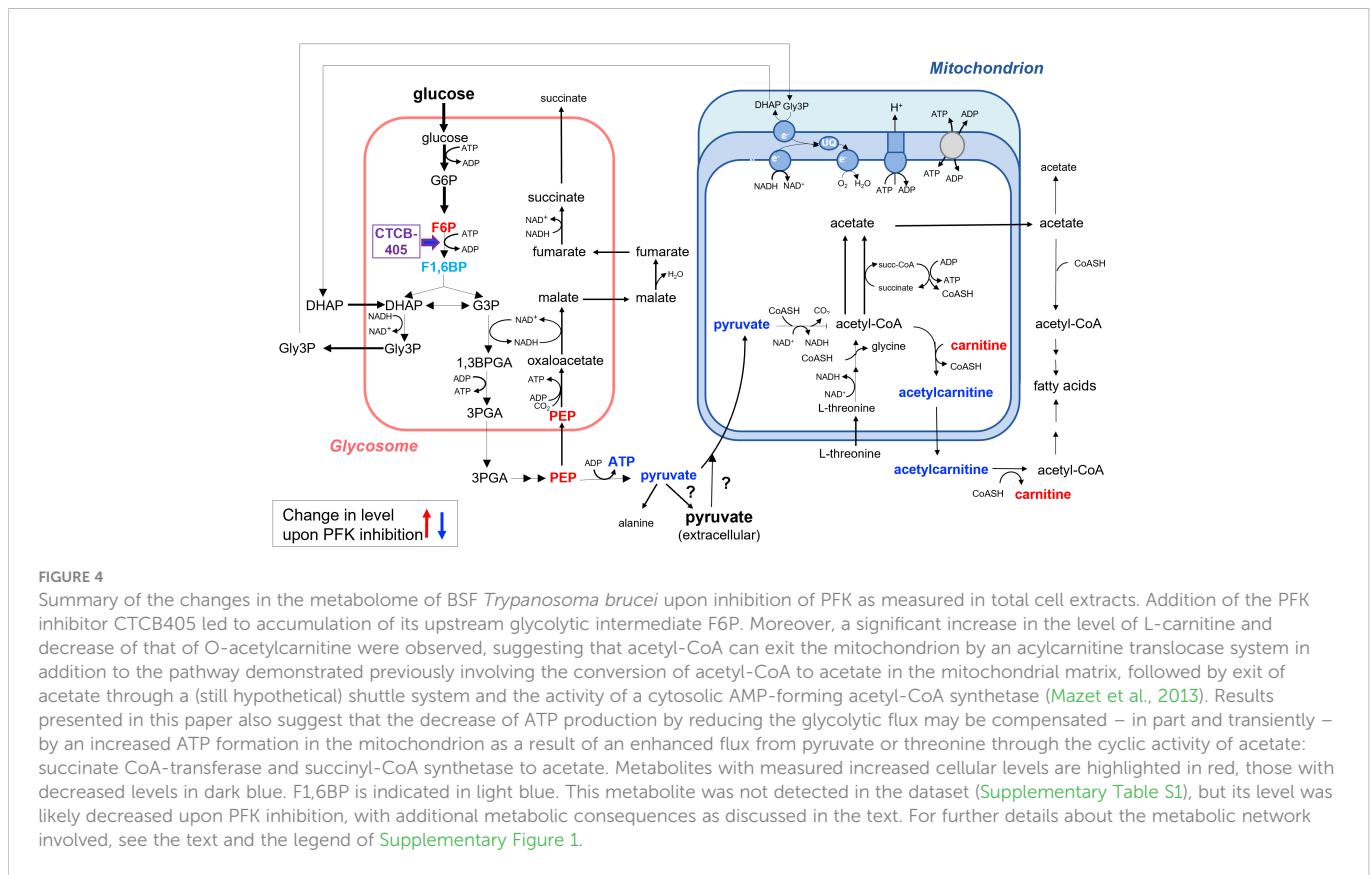 Mitochondrion
glucose
succinate
DHAP Gly3P
H⁺
ATP
ADP
glucose
ATP
ADP
e⁻
UQ
e⁻
e⁻
G6P
NADH NAD⁺
O₂ H₂O
ATP ADP
ATP
ADP
acetate
succinate
CTCB-
405
F6P
ATP
ADP
NAD⁺
NADH
fumarate
fumarate
acetate
acetate
F1,6BP
H₂O
succ-CoA
ADP
ATP
CoASH
succinate
CoASH
DHAP
DHAP
G3P
malate
malate
NADH
NAD⁺
NAD⁺
NADH
pyruvate
CoASH
CO₂
NAD⁺
NADH
acetyl-CoA
acetyl-CoA
Gly3P
Gly3P
CoASH
glycine
carnitine
CoASH
1,3BPGA
oxaloacetate
ADP
ATP
ATP
ADP
CO₂
NADH
NAD⁺
acetylcarnitine
fatty acids
3PGA
PEP
L-threonine
Glycosome
L-threonine
3PGA
PEP
ADP
ATP
pyruvate
acetylcarnitine
acetyl-CoA
CoASH
carnitine
?
?
alanine
pyruvate
(extracellular)
Change in level
upon PFK inhibition
FIGURE 4
Summary of the changes in the metabolome of BSF Trypanosoma brucei upon inhibition of PFK as measured in total cell extracts. Addition of the PFK
inhibitor CTCB405 led to accumulation of its upstream glycolytic intermediate F6P. Moreover, a significant increase in the level of L-carnitine and
decrease of that of O-acetylcarnitine were observed, suggesting that acetyl-CoA can exit the mitochondrion by an acylcarnitine translocase system in
addition to the pathway demonstrated previously involving the conversion of acetyl-CoA to acetate in the mitochondrial matrix, followed by exit of
acetate through a (still hypothetical) shuttle system and the activity of a cytosolic AMP-forming acetyl-CoA synthetase (Mazet et al., 2013). Results
presented in this paper also suggest that the decrease of ATP production by reducing the glycolytic flux may be compensated – in part and transiently –
by an increased ATP formation in the mitochondrion as a result of an enhanced flux from pyruvate or threonine through the cyclic activity of acetate:
succinate CoA-transferase and succinyl-CoA synthetase to acetate. Metabolites with measured increased cellular levels are highlighted in red, those with
decreased levels in dark blue. F1,6BP is indicated in light blue. This metabolite was not detected in the dataset (Supplementary Table S1), but its level was
likely decreased upon PFK inhibition, with additional metabolic consequences as discussed in the text. For further details about the metabolic network
involved, see the text and the legend of Supplementary Figure 1.